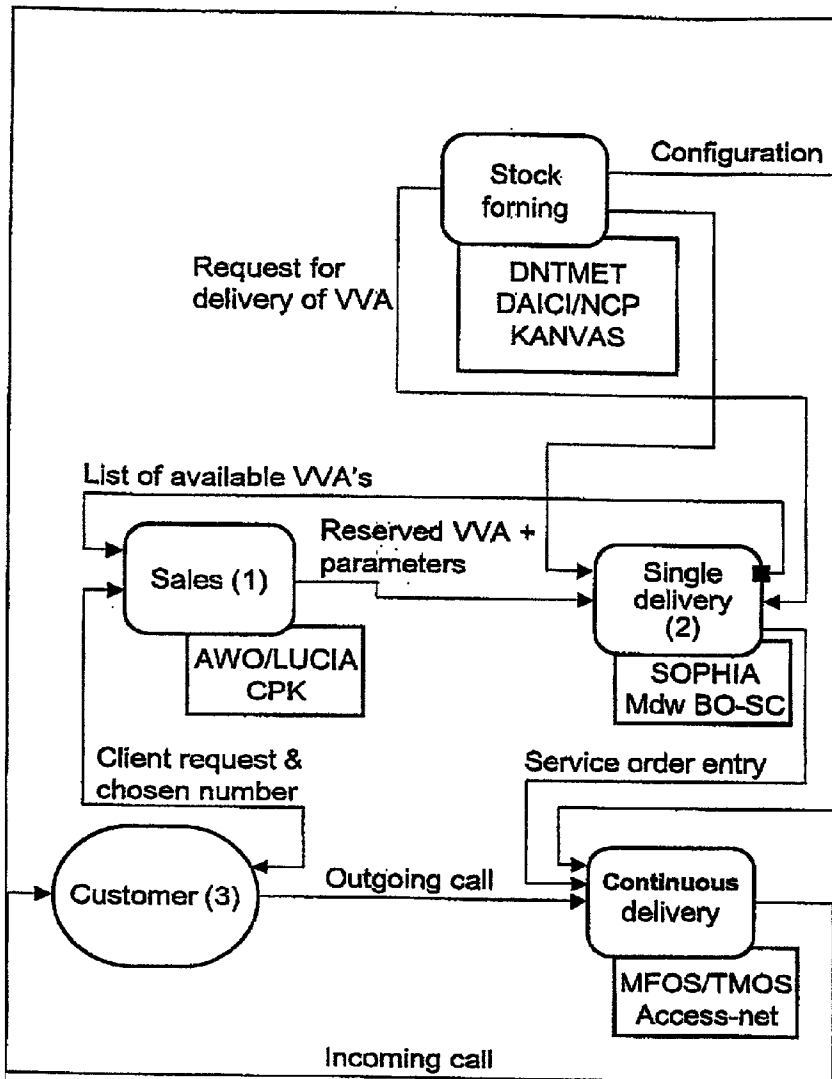 Configuration
Stock
forning
Request for
delivery of VVA
DNTMET
DAICI/NCP
KANVAS
List of available VVA's
Reserved VVA +
parameters
Sales (1)
Single
delivery
(2)
AWO/LUCIA
CPK
SOPHIA
Mdw BO-SC
Client request &
chosen number
Service order entry
Customer (3)
Outgoing call
Continuous
delivery
MFOS/TMOS
Access-net
Incoming call